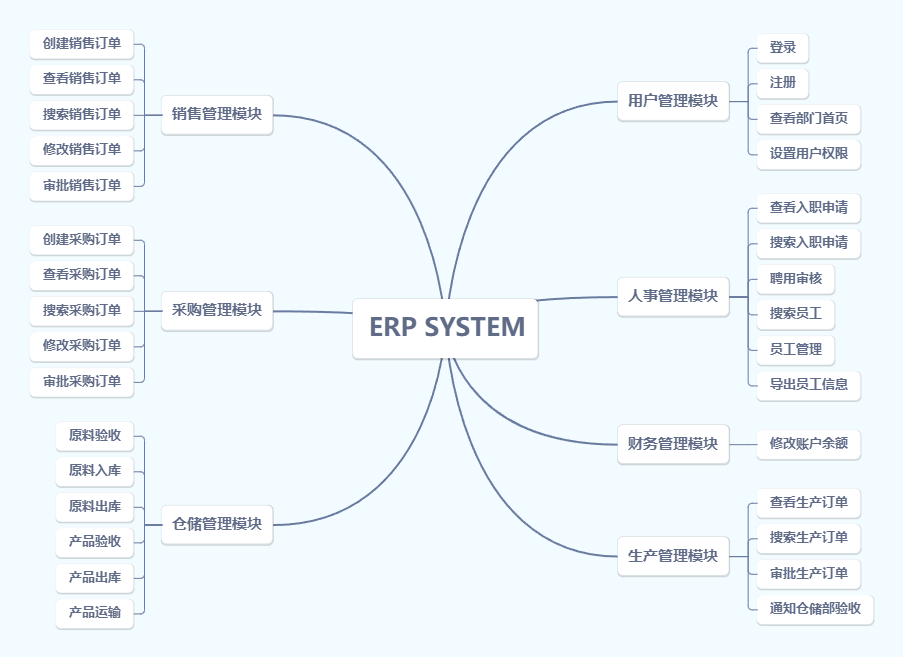 ERP SYSTEM
用户管理模块
登录
注册
查看部门首页
设置用户权限
人事管理模块
查看入职申请
搜索入职申请
聘用审核
搜索员工
员工管理
导出员工信息
财务管理模块
修改账户余额
生产管理模块
查看生产订单
搜索生产订单
审批生产订单
通知仓储部验收
销售管理模块
创建销售订单
查看销售订单
搜索销售订单
修改销售订单
审批销售订单
采购管理模块
创建采购订单
查看采购订单
搜索采购订单
修改采购订单
审批采购订单
仓储管理模块
原料验收
原料入库
原料出库
产品验收
产品出库
产品运输